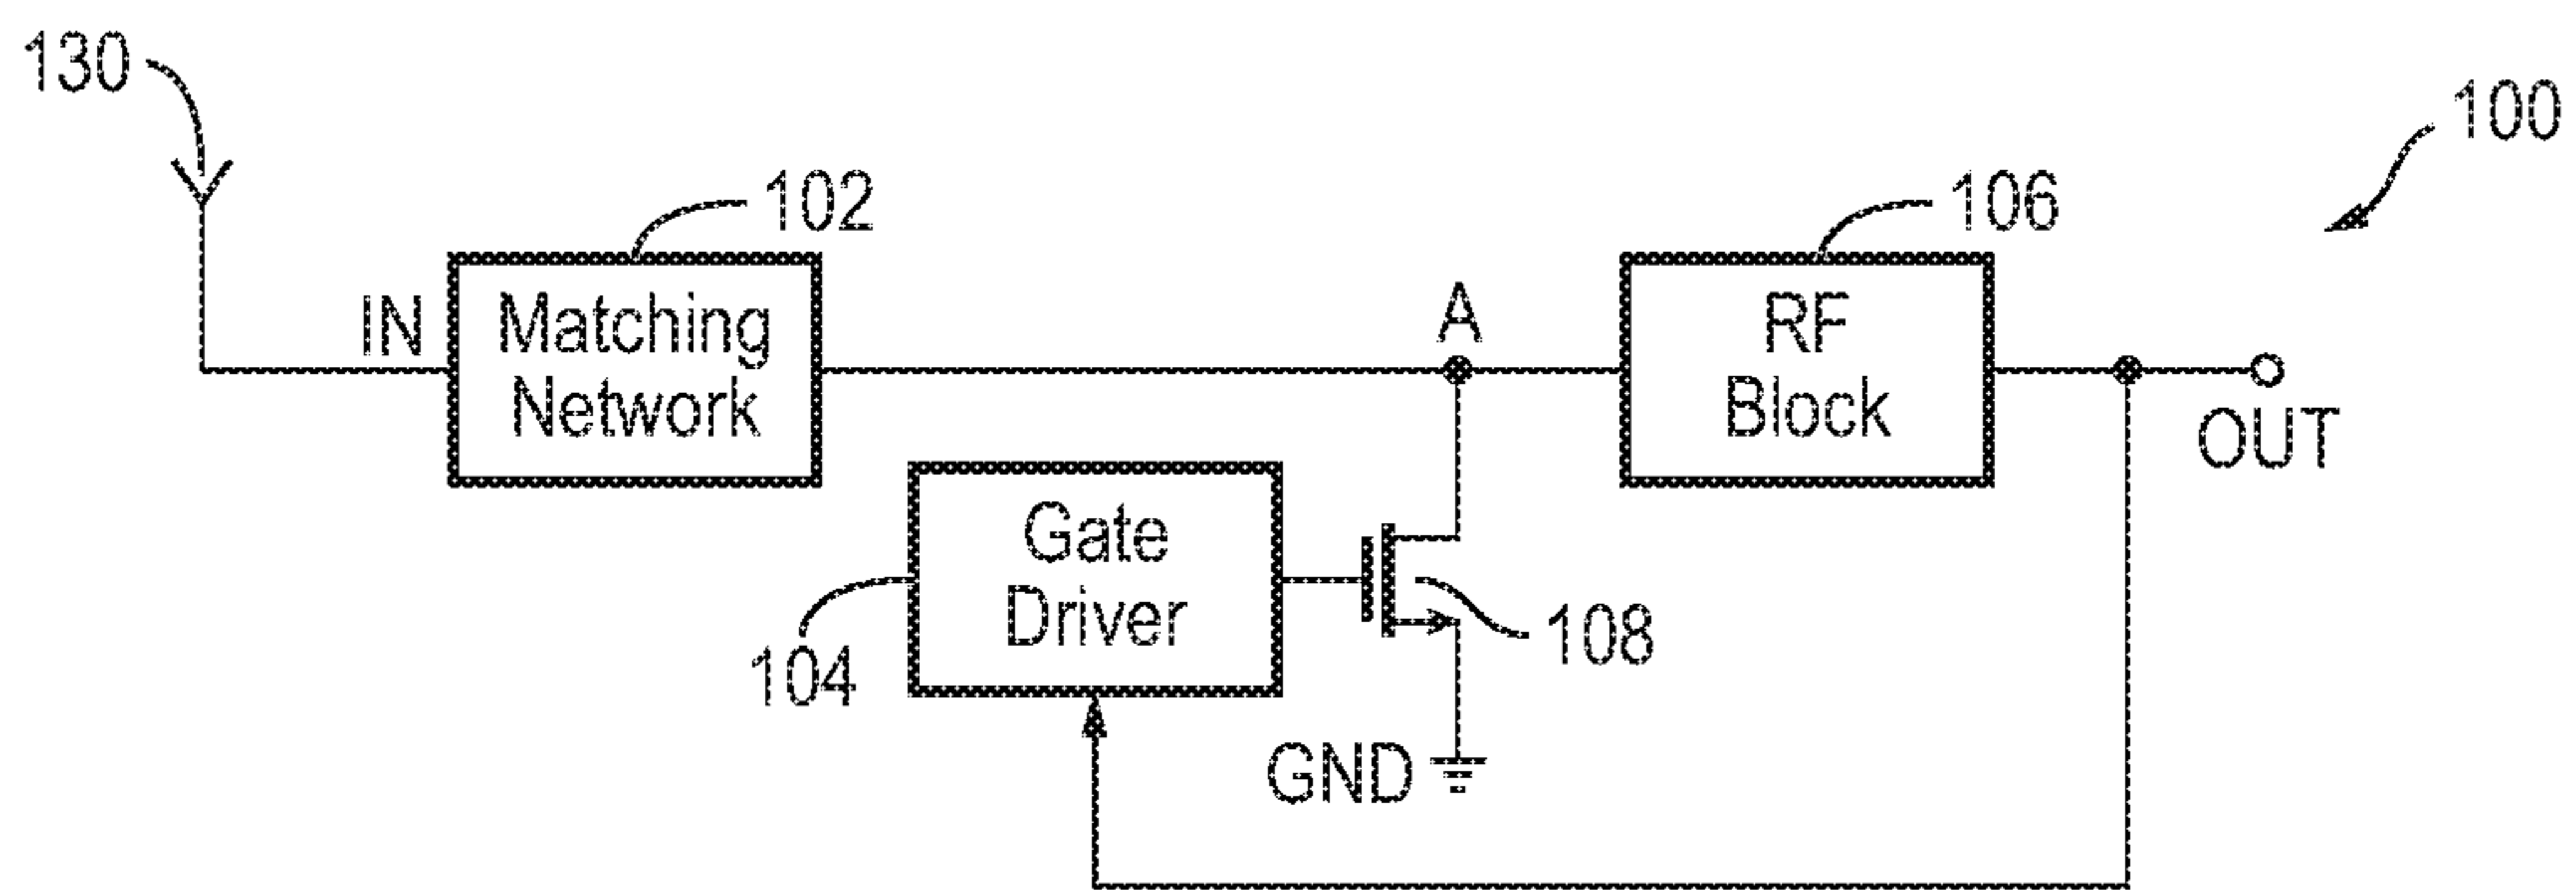 130
100
102
106
IN
Matching
Network
A
RF
Block
OUT
Gate
Driver
104
108
GND